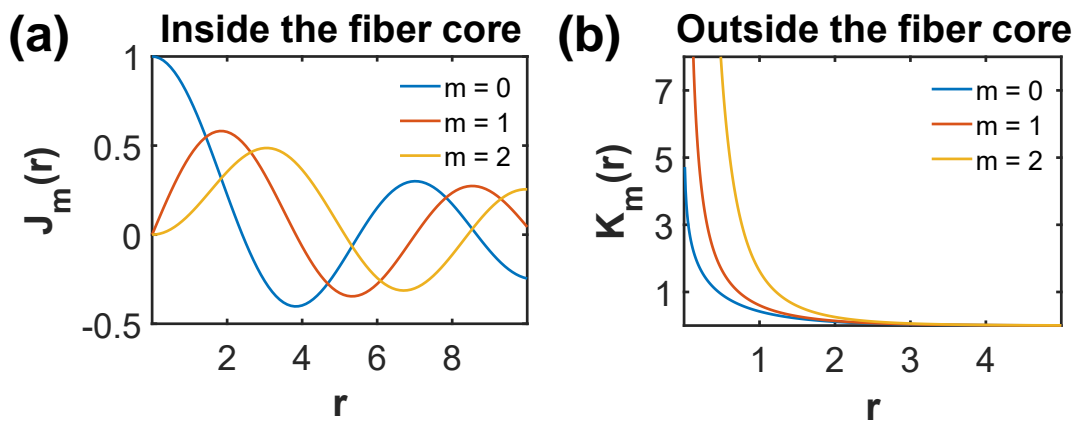 (a) Inside the fiber core
1
0.5
0
-0.5
J_m(r)
2 4 6 8
r
m = 0
m = 1
m = 2
(b) Outside the fiber core
7
5
3
1
K_m(r)
1 2 3 4
r
m = 0
m = 1
m = 2